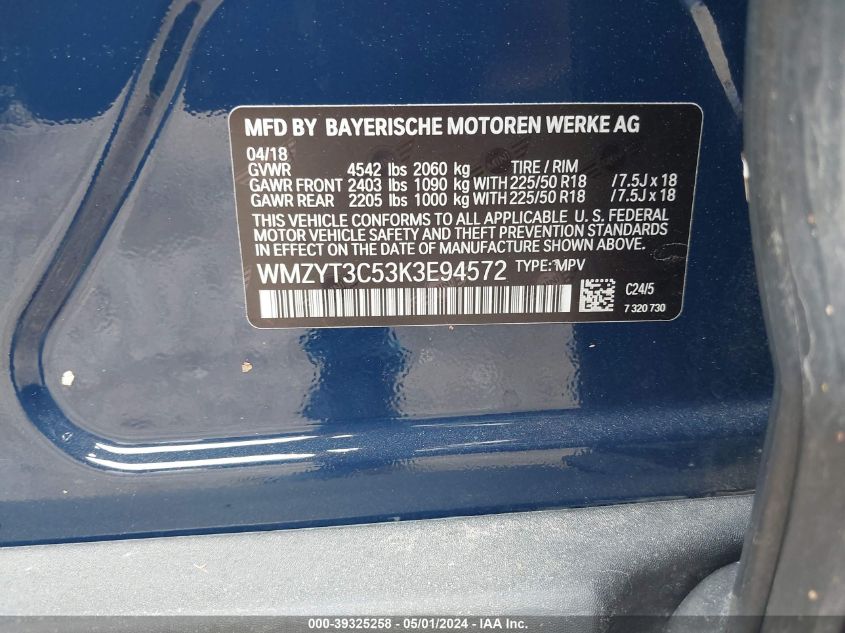 MFD BY BAYERISCHE MOTOREN WERKE AG
04/18
GVWR 4542 lbs 2060 kg TIRE / RIM
GAWR FRONT 2403 lbs 1090 kg WITH 225/50 R18 /7.5J x 18
GAWR REAR 2205 lbs 1000 kg WITH 225/50 R18 /7.5J x 18
THIS VEHICLE CONFORMS TO ALL APPLICABLE U. S. FEDERAL
MOTOR VEHICLE SAFETY AND THEFT PREVENTION STANDARDS
IN EFFECT ON THE DATE OF MANUFACTURE SHOWN ABOVE.
WMZYT3C53K3E94572 TYPE: MPV
C24/5
7 320 730
000-39325258 - 05/01/2024 - IAA Inc.